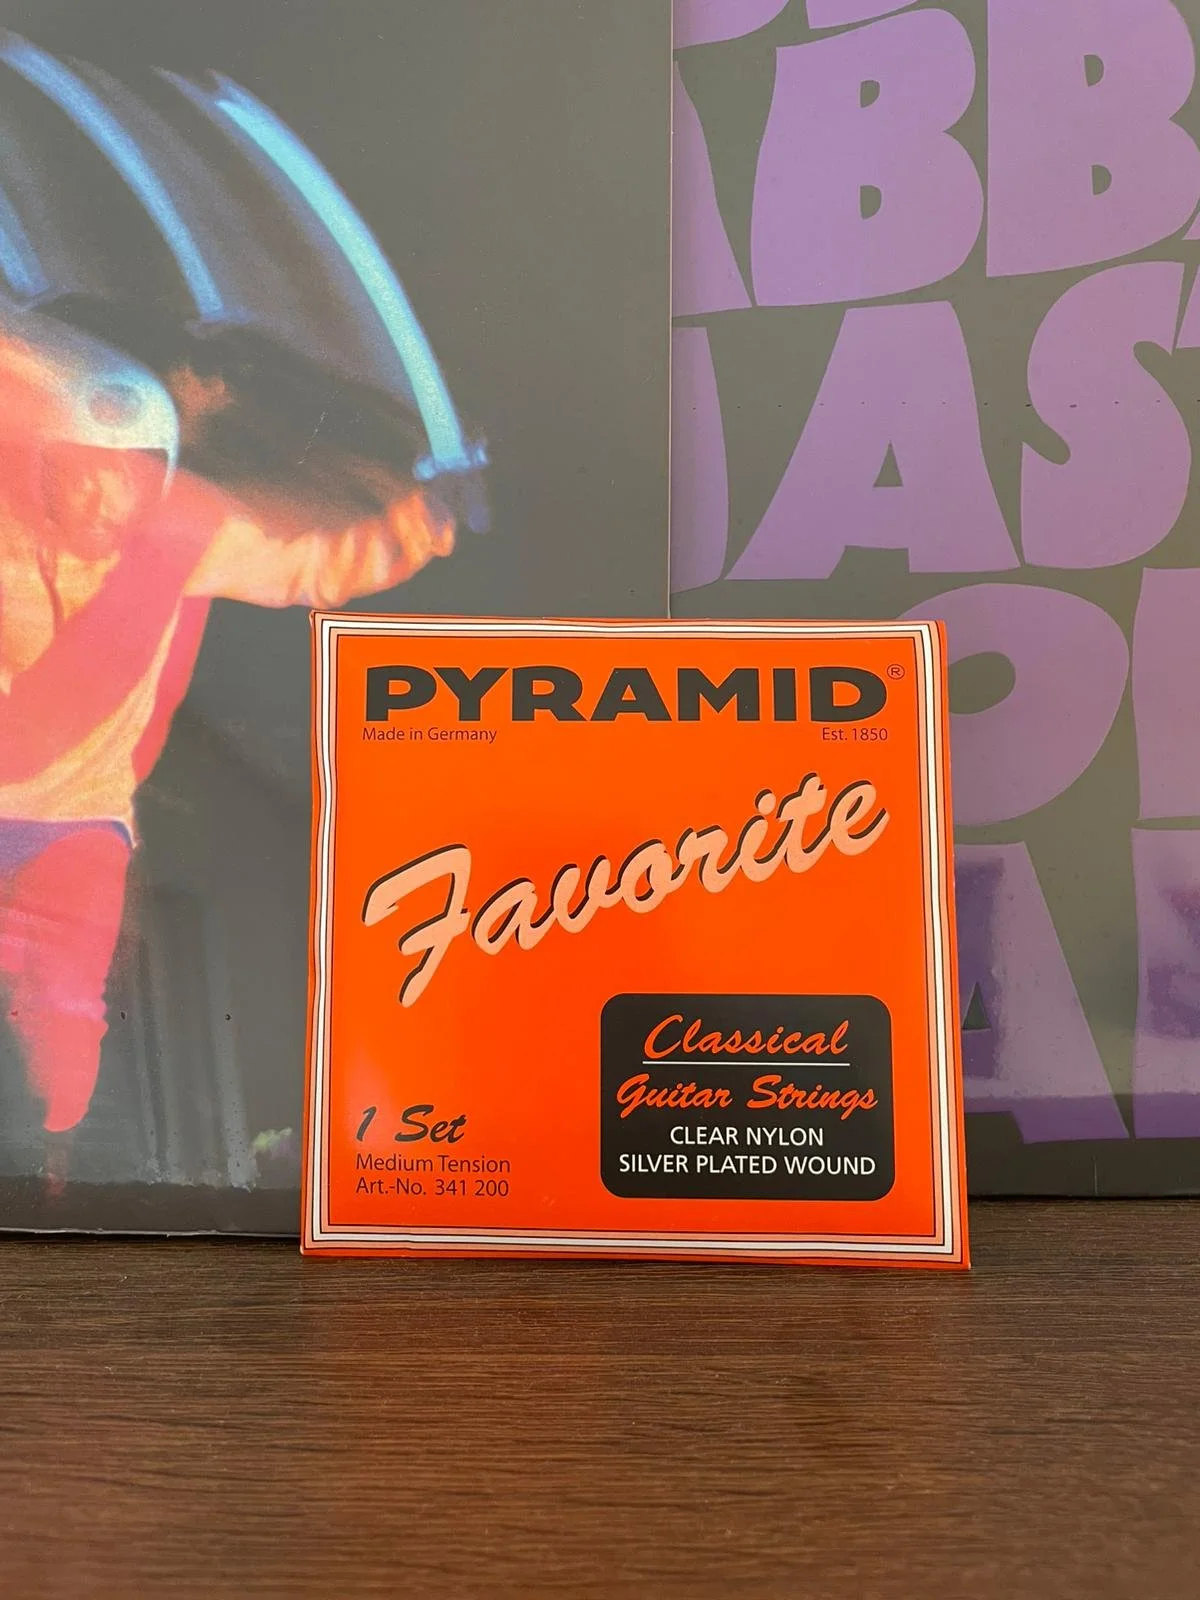 PYRAMID®
Made in Germany
Est. 1850
Favorite
Classical
Guitar Strings
CLEAR NYLON
SILVER PLATED WOUND
1 Set
Medium Tension
Art.-No. 341 200